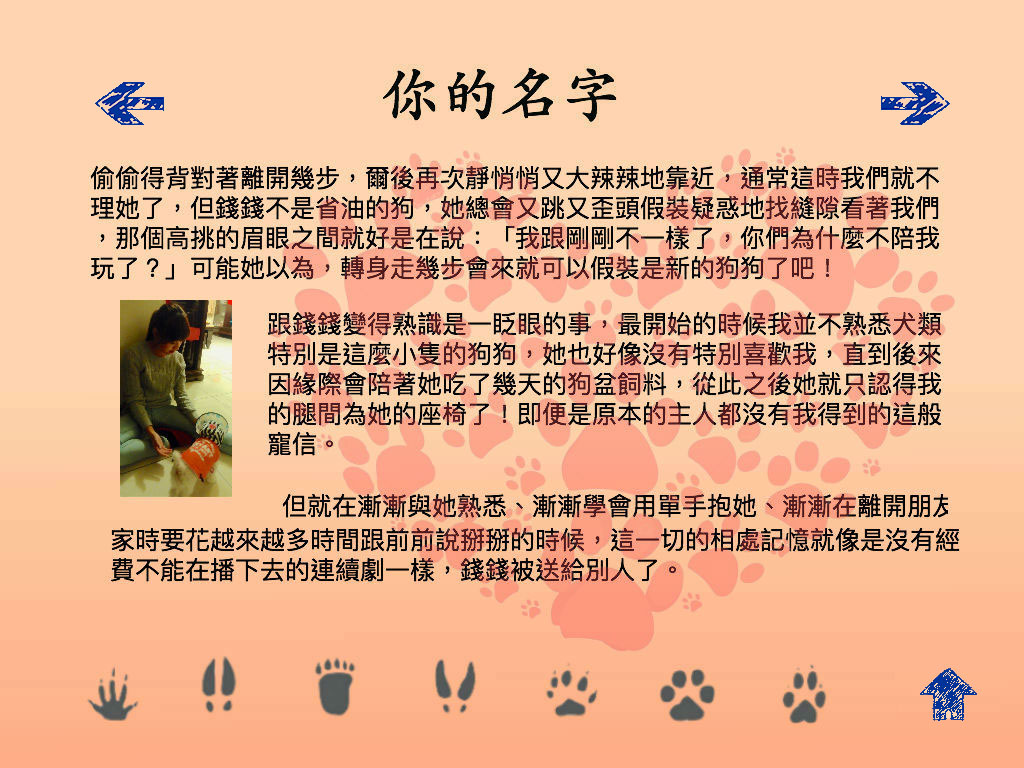 你的名字
偷偷得背對著離開幾步，爾後再次靜悄悄又大辣辣地靠近，通常這時我們就不
理她了，但錢錢不是省油的狗，她總會又跳又歪頭假裝疑惑地找縫隙看著我們
，那個高挑的眉眼之間就好是在說：「我跟剛剛不一樣了，你們為什麼不陪我
玩了？」可能她以為，轉身走幾步會來就可以假裝是新的狗狗了吧！
跟錢錢變得熟識是一眨眼的事，最開始的時候我並不熟悉犬類
特別是這麼小隻的狗狗，她也好像沒有特別喜歡我，直到後來
因緣際會陪著她吃了幾天的狗盆飼料，從此之後她就只認得我
的腿間為她的座椅了！即便是原本的主人都沒有我得到的這般
寵信。
但就在漸漸與她熟悉、漸漸學會用單手抱她、漸漸在離開朋友
家時要花越來越多時間跟前前說掰掰的時候，這一切的相處記憶就像是沒有經
費不能在播下去的連續劇一樣，錢錢被送給別人了。